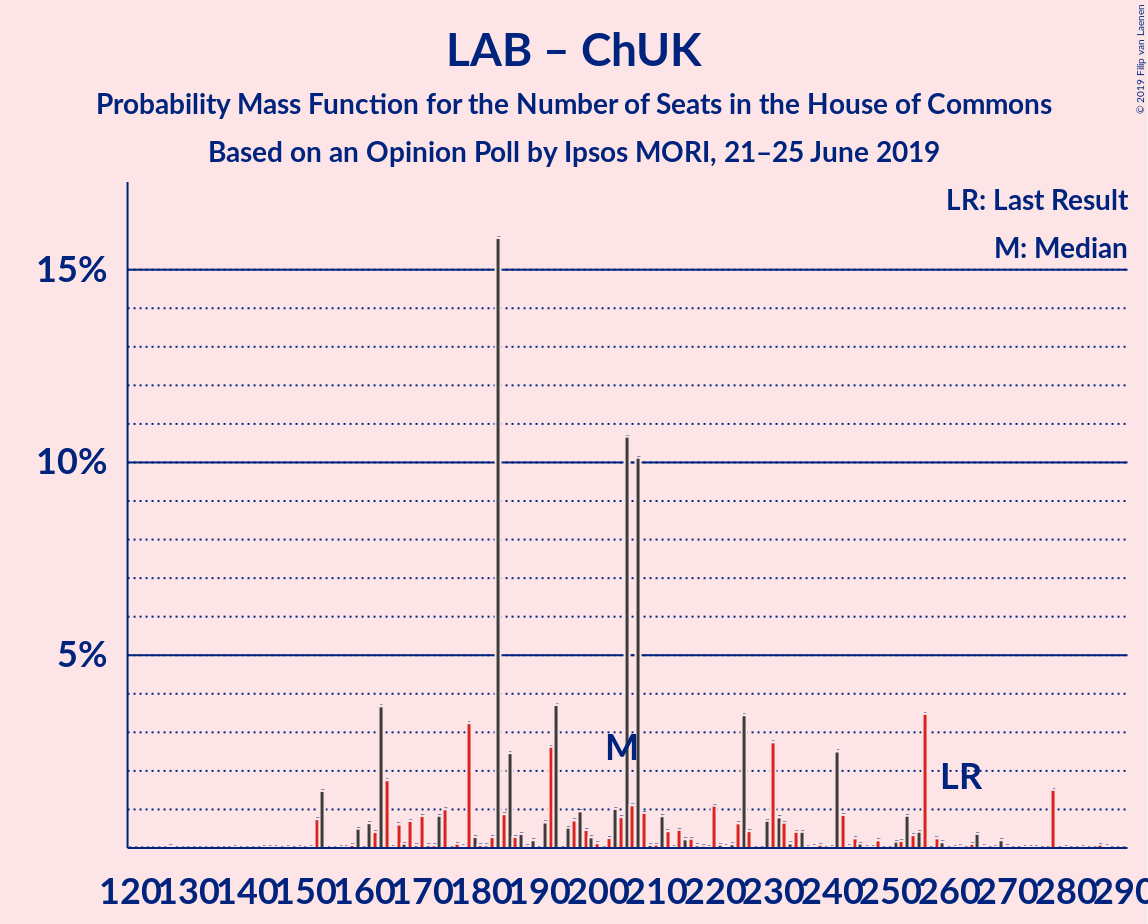 LAB – ChUK
Probability Mass Function for the Number of Seats in the House of Commons
Based on an Opinion Poll by Ipsos MORI, 21–25 June 2019
© 2019 Filip van Laenen
LR: Last Result
M: Median
15%
10%
5%
M
LR
120 130 140 150 160 170 180 190 200 210 220 230 240 250 260 270 280 290